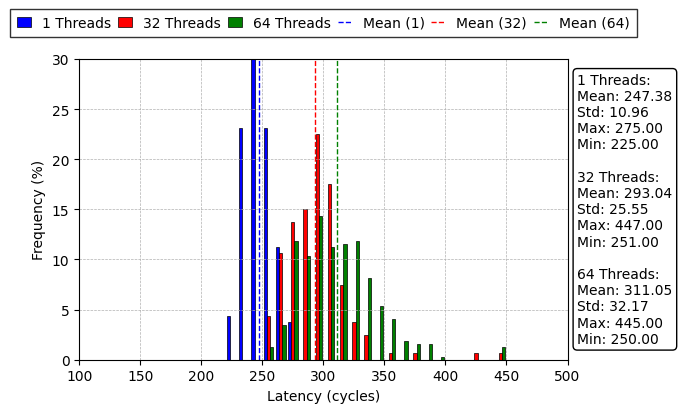 1 Threads 32 Threads 64 Threads Mean (1) Mean (32) Mean (64)
30
25
20
15
10
5
0
Frequency (%)
100 150 200 250 300 350 400 450 500
Latency (cycles)
1 Threads:
Mean: 247.38
Std: 10.96
Max: 275.00
Min: 225.00
32 Threads:
Mean: 293.04
Std: 25.55
Max: 447.00
Min: 251.00
64 Threads:
Mean: 311.05
Std: 32.17
Max: 445.00
Min: 250.00